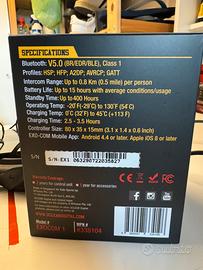 SPECIFICATIONS
Bluetooth: V5.0 (BR/EDR/BLE), Class 1
Profiles: HSP, HFP, A2DP, AVRCP, GATT
Range: Up to 0.8 km (0.5 mile) per person
Battery Life: Up to 15 hours with average conditions/usage
Standby Time: Up to 400 Hours
Operating Temp: -20°(F) -29°C) to 130°F (54°C)
Charging Temp: 0°C (32°F) to 45°C (+113 F)
Charging Time: 2.5 - 3.5 Hours
Controller: 80 x 35 x 15mm (3.1 x 1.4 x 0.6 inch)
EXO-COM Mobile App: Android 4.4 or later. Apple iOS 8 or later
S/N:
S/N:EX1
Warranty Coverage:
2 years for control unit.
1 year for accessories
Model #
EXOCOM 1
MPN #
K338104
subito